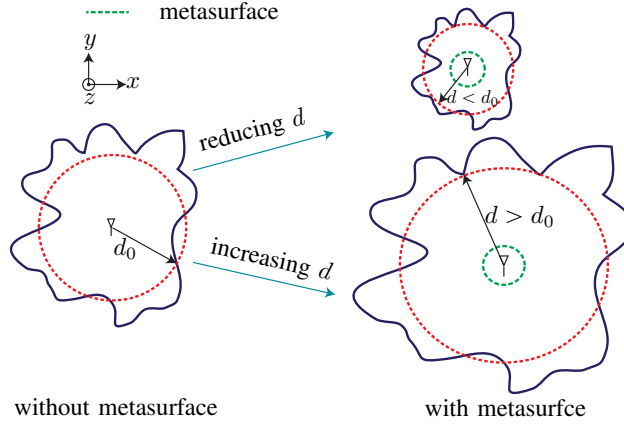 metasurface
y
x
z
d < d₀
reducing d
d₀
d > d₀
increasing d
without metasurface
with metasurfce